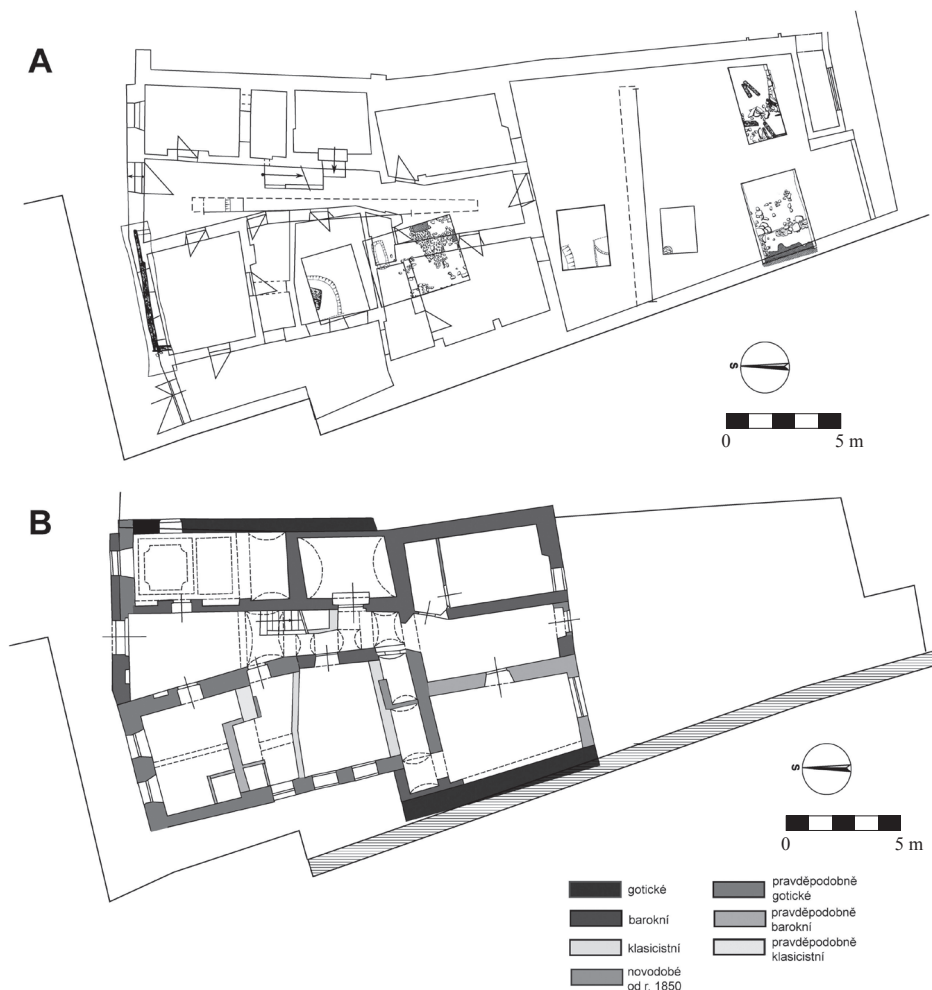 A
S
0 5 m
B
S
0 5 m
gotické
barokní
klasicistní
novodobé
od r. 1850
pravděpodobně
gotické
pravděpodobně
barokní
pravděpodobně
klasicistní